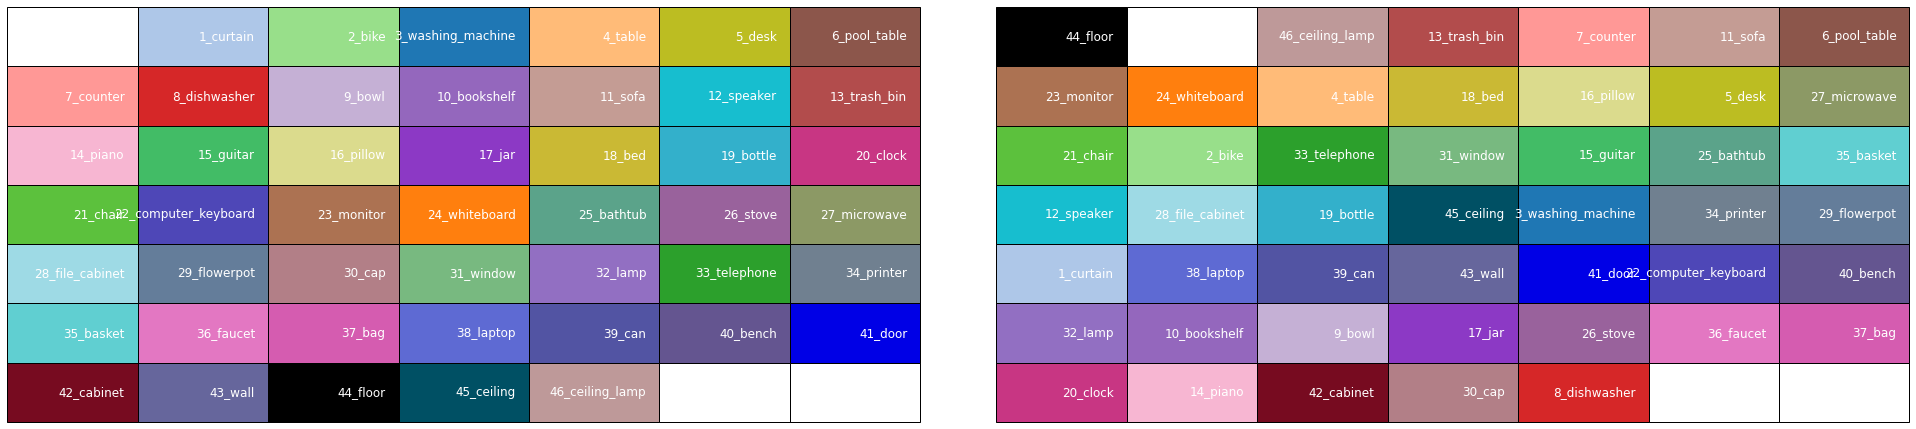 1_curtain 2_bike 3_washing_machine 4_table 5_desk 6_pool_table
7_counter 8_dishwasher 9_bowl 10_bookshelf 11_sofa 12_speaker 13_trash_bin
14_piano 15_guitar 16_pillow 17_jar 18_bed 19_bottle 20_clock
21_chair 22_computer_keyboard 23_monitor 24_whiteboard 25_bathtub 26_stove 27_microwave
28_file_cabinet 29_flowerpot 30_cap 31_window 32_lamp 33_telephone 34_printer
35_basket 36_faucet 37_bag 38_laptop 39_can 40_bench 41_door
42_cabinet 43_wall 44_floor 45_ceiling 46_ceiling_lamp
44_floor 46_ceiling_lamp 13_trash_bin 7_counter 11_sofa 6_pool_table
23_monitor 24_whiteboard 4_table 18_bed 16_pillow 5_desk 27_microwave
21_chair 2_bike 33_telephone 31_window 15_guitar 25_bathtub 35_basket
12_speaker 28_file_cabinet 19_bottle 45_ceiling 3_washing_machine 34_printer 29_flowerpot
1_curtain 38_laptop 39_can 43_wall 41_door 22_computer_keyboard 40_bench
32_lamp 10_bookshelf 9_bowl 17_jar 26_stove 36_faucet 37_bag
20_clock 14_piano 42_cabinet 30_cap 8_dishwasher